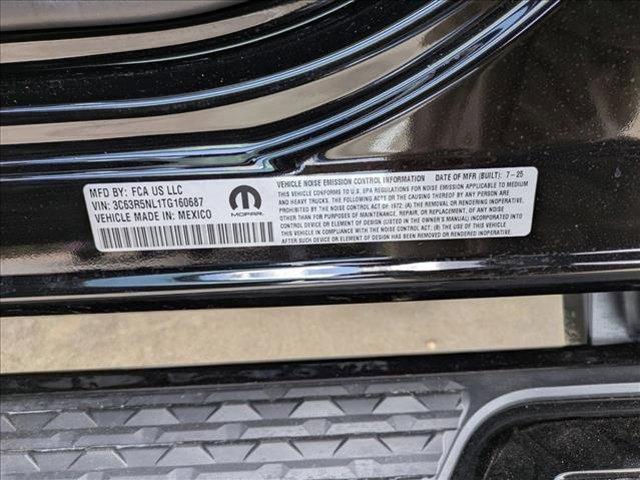 MFD BY: FCA US LLC
VIN: 3C63R5NL1TG160687
VEHICLE MADE IN: MEXICO
MOPAR
VEHICLE NOISE EMISSION CONTROL INFORMATION DATE OF MFR (BUILT): 7-25
THIS VEHICLE CONFORMS TO U.S. EPA REGULATIONS FOR NOISE EMISSION APPLICABLE TO MEDIUM
AND HEAVY TRUCKS. THE FOLLOWING ACTS OR THE CAUSING THEREOF BY ANY PERSON ARE
PROHIBITED BY THE NOISE CONTROL ACT OF 1972: (A) THE REMOVAL OR RENDERING INOPERATIVE,
OTHER THAN FOR PURPOSES OF MAINTENANCE, REPAIR, OR REPLACEMENT, OF ANY NOISE CONTROL
DEVICE OR ELEMENT OF DESIGN (LISTED IN THE OWNER'S MANUAL) INCORPORATED INTO
THIS VEHICLE IN COMPLIANCE WITH THE NOISE CONTROL ACT; (B) THE USE OF THIS VEHICLE
AFTER SUCH DEVICE OR ELEMENT OF DESIGN HAS BEEN REMOVED OR RENDERED INOPERATIVE.